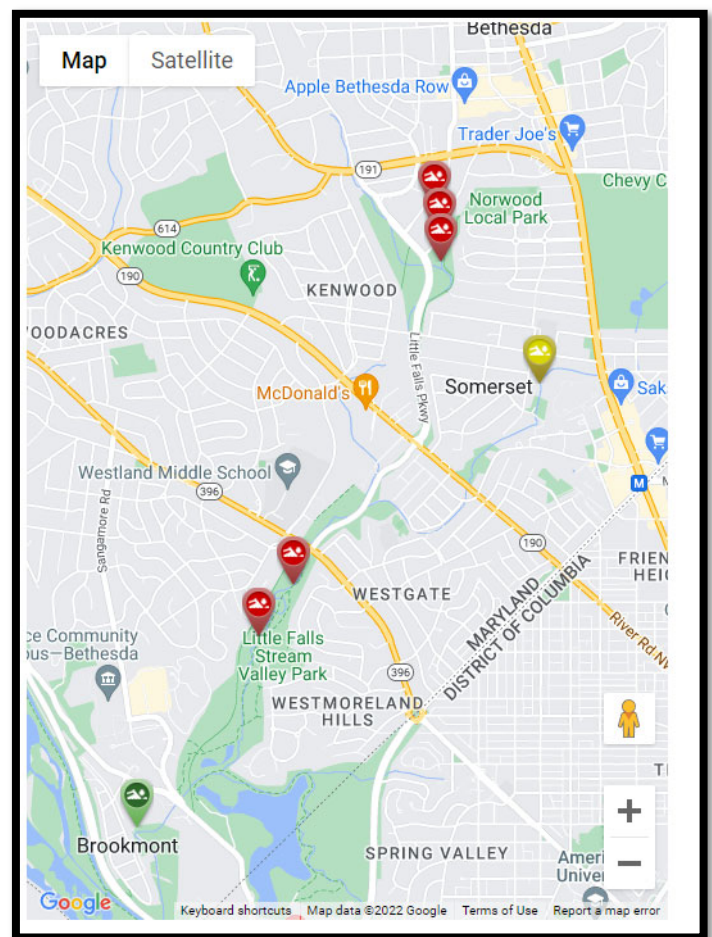 Bethesda
Map
Satellite
Apple Bethesda Row
Trader Joe's
191
Chevy C
Norwood
Local Park
614
Kenwood Country Club
190
KENWOOD
OODACRES
Little Falls Pkwy
Somerset
McDonald's
Sak
Westland Middle School
396
M
Sangamore Rd
190
FRIEN
HEIG
WESTGATE
MARYLAND
DISTRICT OF COLUMBIA
River Rd NW
ce Community
ous—Bethesda
Little Falls
Stream
Valley Park
396
WESTMORELAND
HILLS
Brookmont
SPRING VALLEY
Ameri
Univer
Google
Keyboard shortcuts
Map data ©2022 Google
Terms of Use
Report a map error